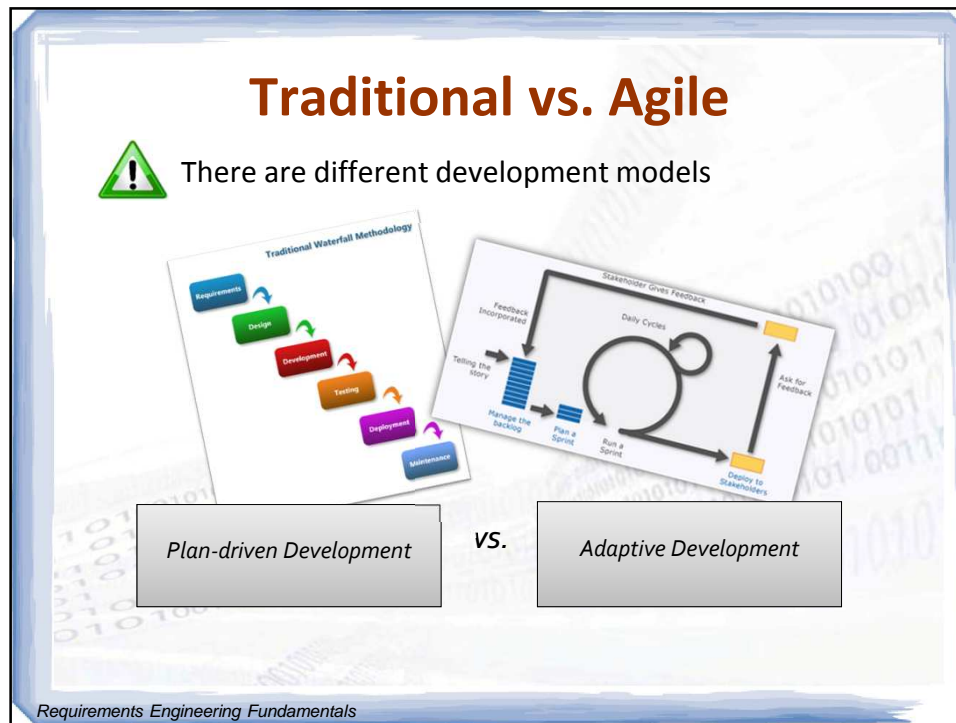 Traditional vs. Agile
There are different development models
Traditional Waterfall Methodology
Requirements
Design
Development
Testing
Deployment
Maintenance
Stakeholder Gives Feedback
Feedback
Incorporated
Daily Cycles
Telling the
story
Ask for
Feedback
Manage the
backlog
Plan a
Sprint
Run a
Sprint
Deploy to
Stakeholders
Plan-driven Development
vs.
Adaptive Development
Requirements Engineering Fundamentals